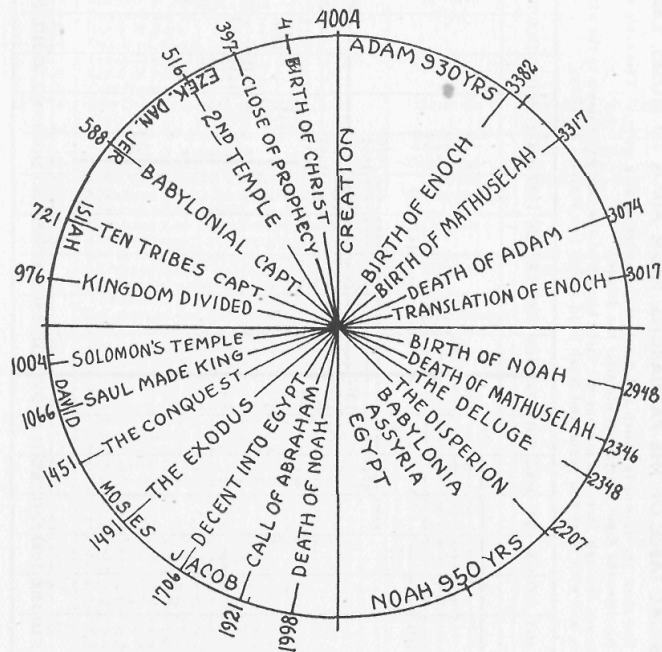 4004
CREATION
ADAM 930 YRS
3382
BIRTH OF ENOCH
3317
BIRTH OF MATHUSELAH
3074
DEATH OF ADAM
3017
TRANSLATION OF ENOCH
BIRTH OF NOAH
2948
DEATH OF MATHUSELAH
2346
THE DELUGE
2348
THE DISPERION
2207
BABYLONIA
ASSYRIA
EGYPT
NOAH 950 YRS
DEATH OF NOAH
1998
CALL OF ABRAHAM
1921
JACOB
DECENT INTO EGYPT
1706
THE EXODUS
1491
MOSIES
THE CONQUEST
1451
SAUL MADE KING
1066
DAVID
SOLOMON'S TEMPLE
1004
KINGDOM DIVIDED
976
TEN TRIBES CAPT
721
ISIAH
BABYLONIAL CAPT
588
JER
DAN
EZEK.
2ND TEMPLE
516
CLOSE OF PROPHECY
397
BIRTH OF CHRIST
4